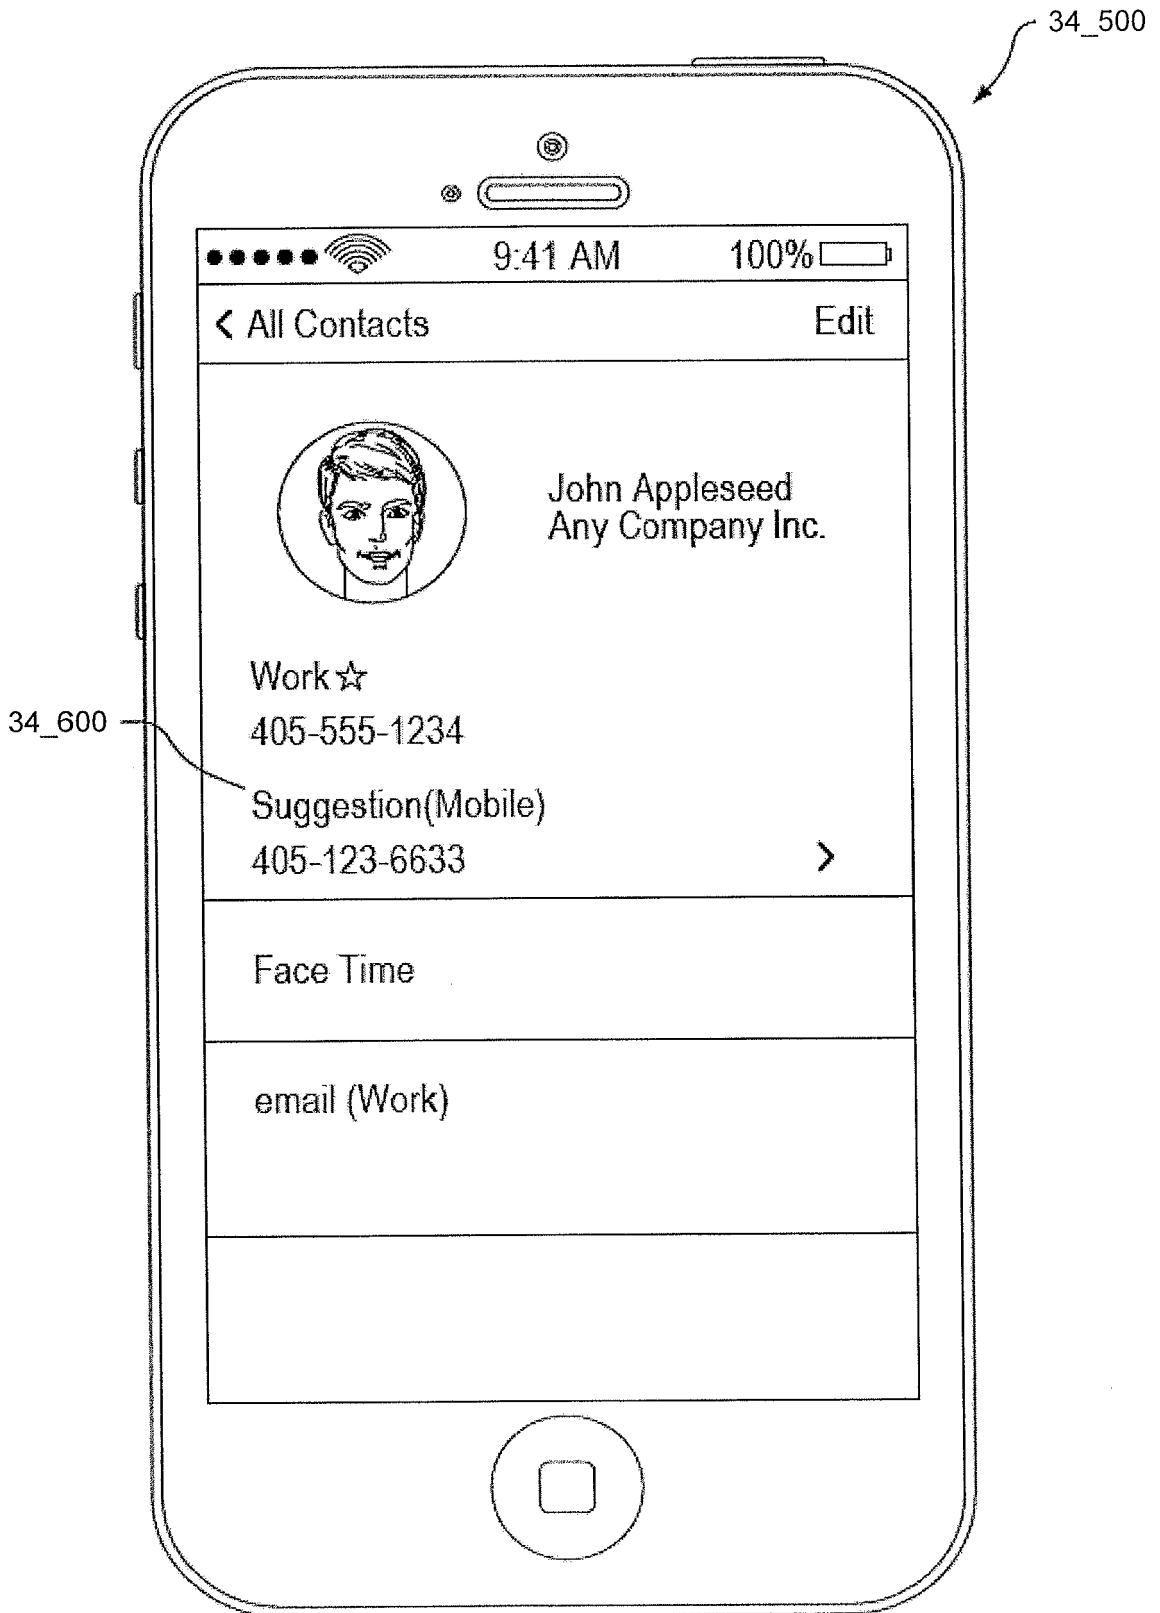 34_500
9:41 AM 100%
< All Contacts Edit
John Appleseed
Any Company Inc.
Work☆
405-555-1234
34_600
Suggestion(Mobile)
405-123-6633 >
Face Time
email (Work)